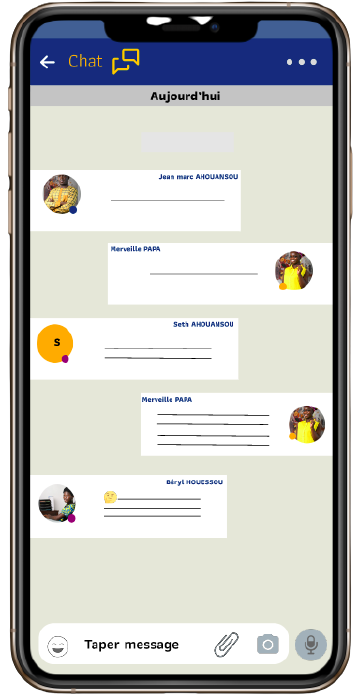 Chat
Aujourd'hui
Jean marc AHOUANSOU
Merveille PAPA
Seth AHOUANSOU
S
Merveille PAPA
Béryl HOUESSOU
Taper message